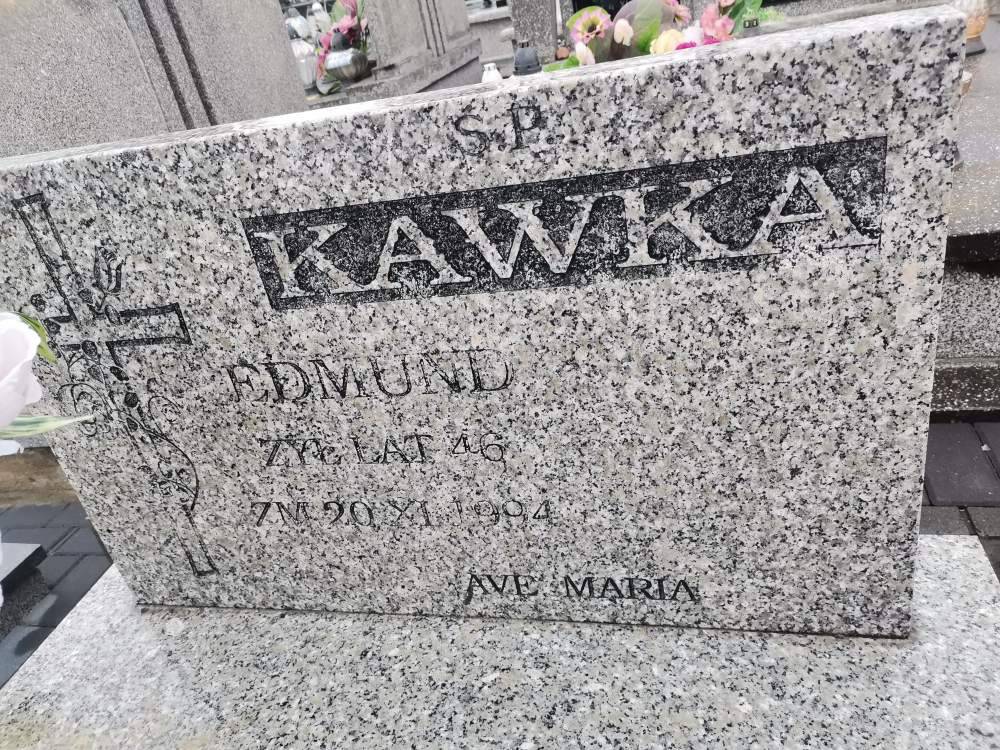 Ś.P.
KAWKA
EDMUND
ŻYŁ LAT 46
ZM 20 XI 1994
AVE MARIA